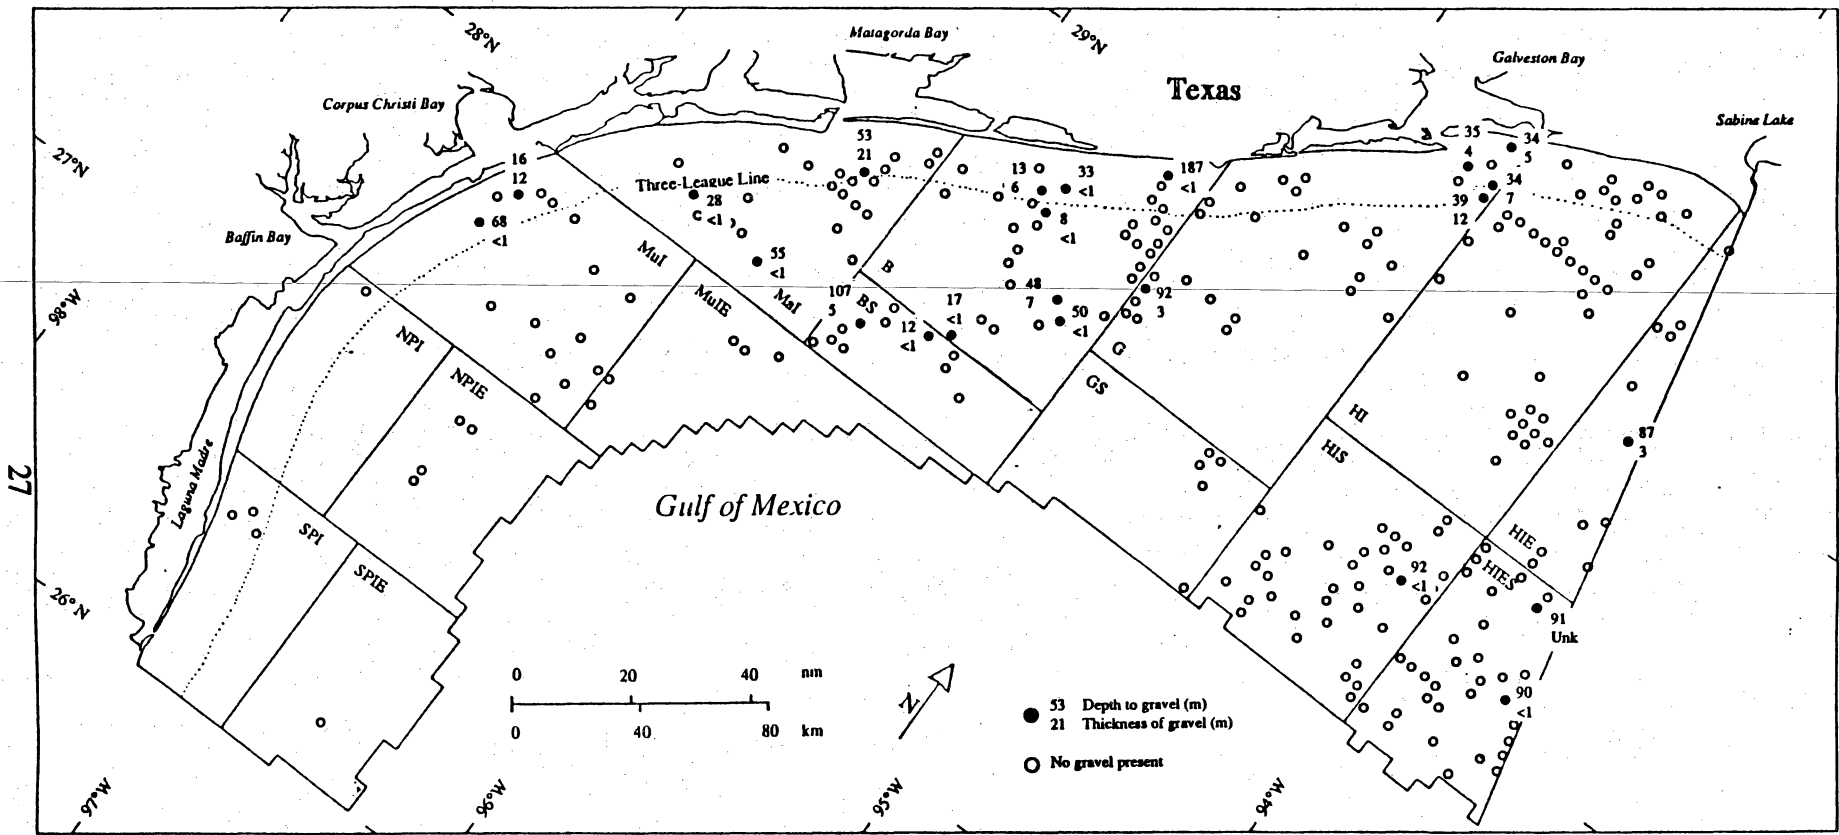 28°N
Matagorda Bay
29°N
Galveston Bay
Texas
Corpus Christi Bay
Sabine Lake
27°N
53
21
35
4
34
5
16
12
Three-League Line
13
6
33
<1
187
<1
34
7
39
12
28
<1
68
<1
8
<1
Baffin Bay
MuI
55
<1
B
98°W
MuIE
MaI
107
5
BS
17
<1
12
<1
48
7
50
<1
92
3
NPI
G
NPIE
GS
HI
HIS
87
3
Laguna Madre
27
Gulf of Mexico
SPI
HIE
SPIE
HIES
92
<1
26°N
91
Unk
0 20 40 nm
0 40 80 km
N
53 Depth to gravel (m)
21 Thickness of gravel (m)
No gravel present
90
<1
97°W
96°W
95°W
94°W